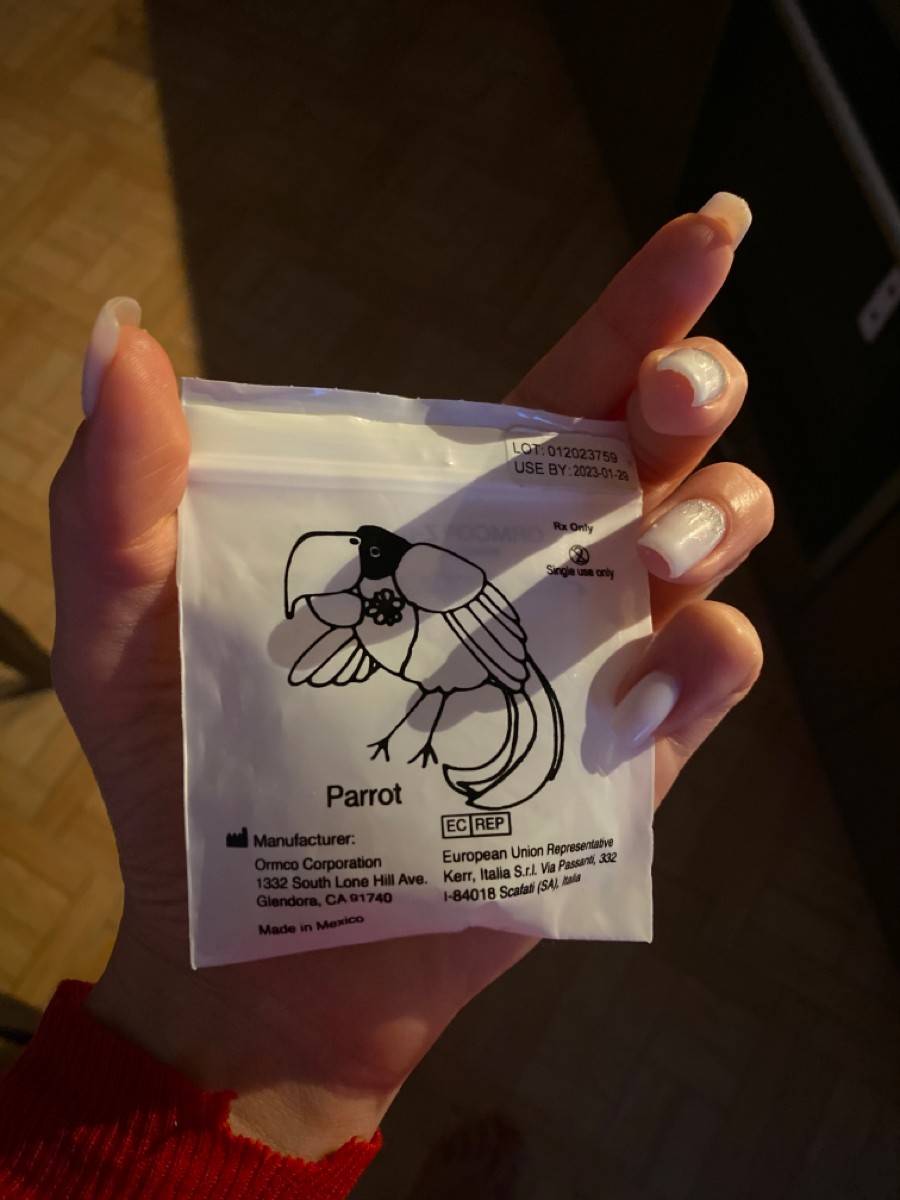 LOT: 012023759
USE BY: 2023-01-29
Rx Only
Single use only
Parrot
Manufacturer:
Ormco Corporation
1332 South Lone Hill Ave.
Glendora, CA 91740
Made in Mexico
EC REP
European Union Representative
Kerr, Italia S.r.l. Via Passanti, 332
I-84018 Scafati (SA), Italia